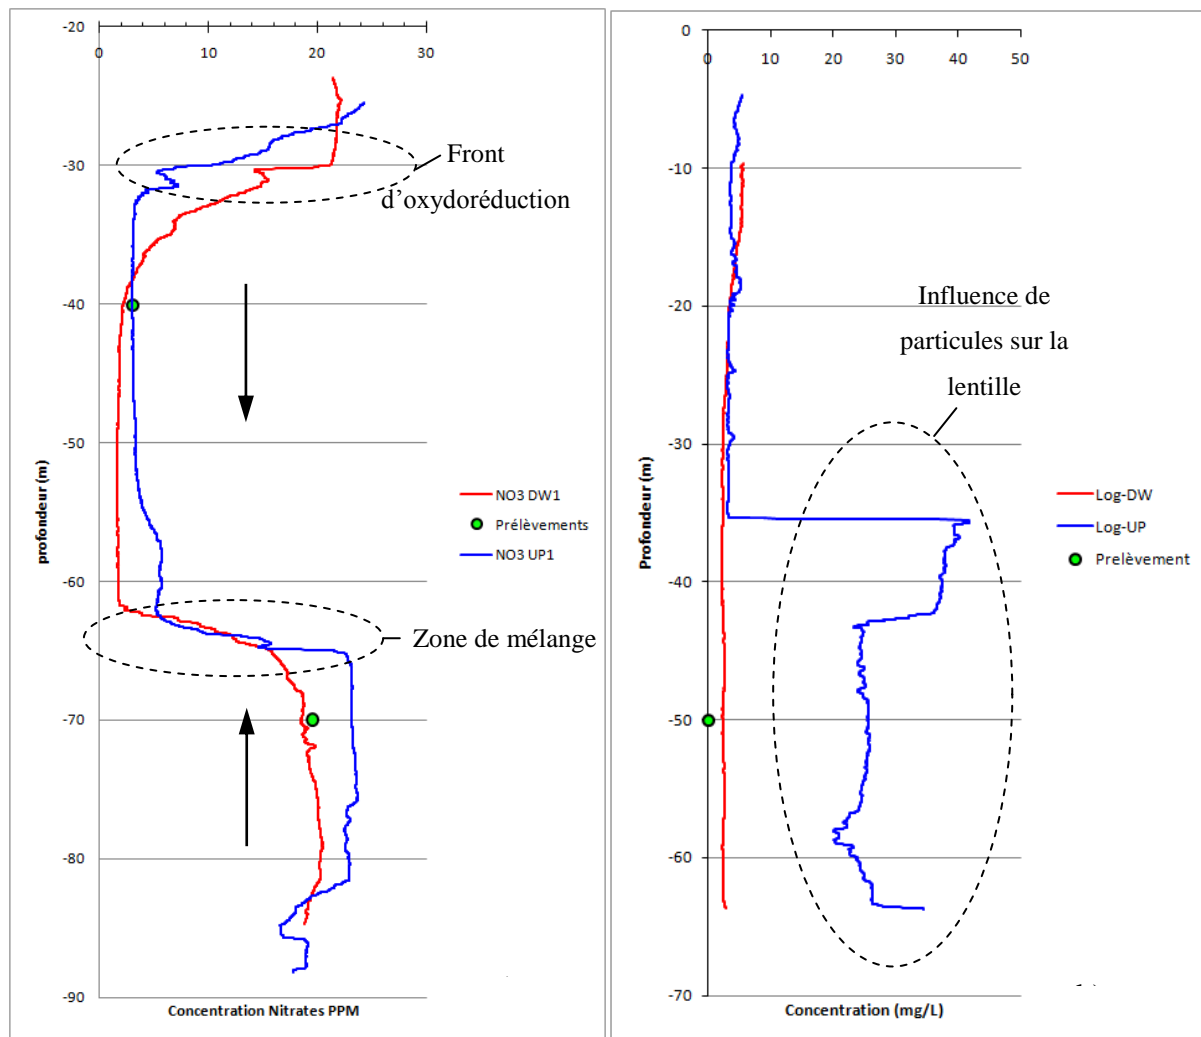 -20
0
10
20
30
-30
-40
-50
-60
-70
-80
-90
profondeur (m)
Concentration Nitrates PPM
Front
d'oxydoréduction
NO3 DW1
Prélèvements
NO3 UP1
Zone de mélange
0
0
10
20
30
40
50
-10
-20
-30
-40
-50
-60
-70
Profondeur (m)
Concentration (mg/L)
Influence de
particules sur la
lentille
Log-DW
Log-UP
Prelèvement